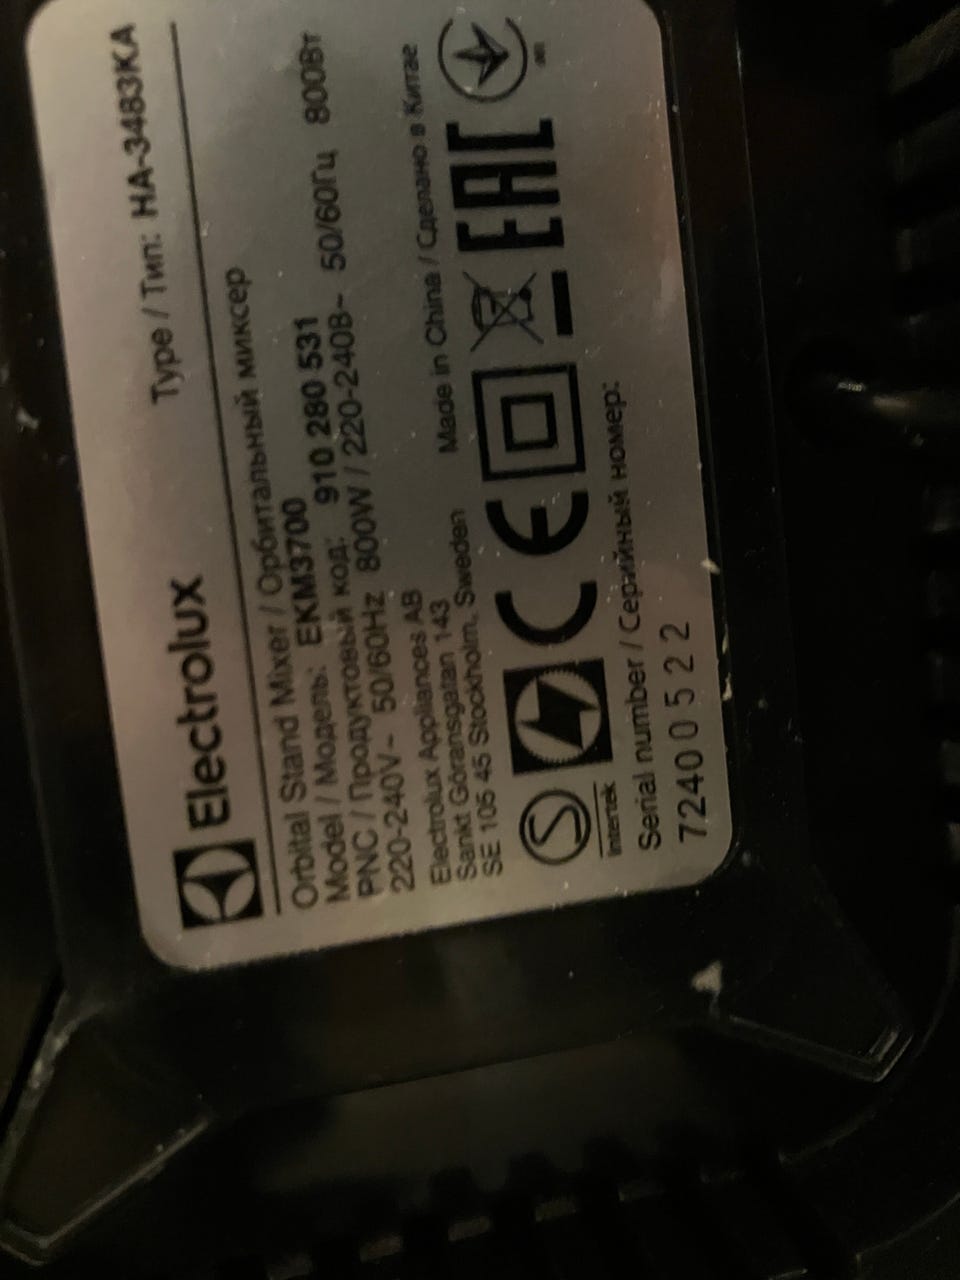 Electrolux
Type / Тип: HA-3483KA
Orbital Stand Mixer / Орбитальный миксер
Model / Модель: EKM3700
PNC / Продуктовый код: 910 280 531
220-240V~ 50/60Hz 800W / 220-240В~ 50/60Гц 800Вт
Electrolux Appliances AB
Sankt Göransgatan 143
SE 105 45 Stockholm, Sweden
Made in China / Сделано в Китае
S
Intertek
CE
EAC
Serial number / Серийный номер:
72400522